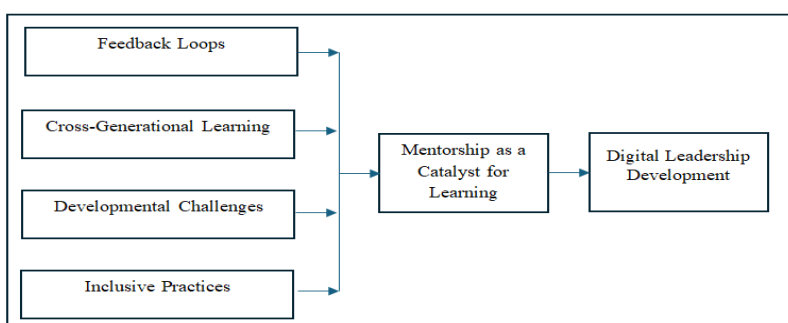 Feedback Loops
Cross-Generational Learning
Developmental Challenges
Inclusive Practices
Mentorship as a
Catalyst for
Learning
Digital Leadership
Development